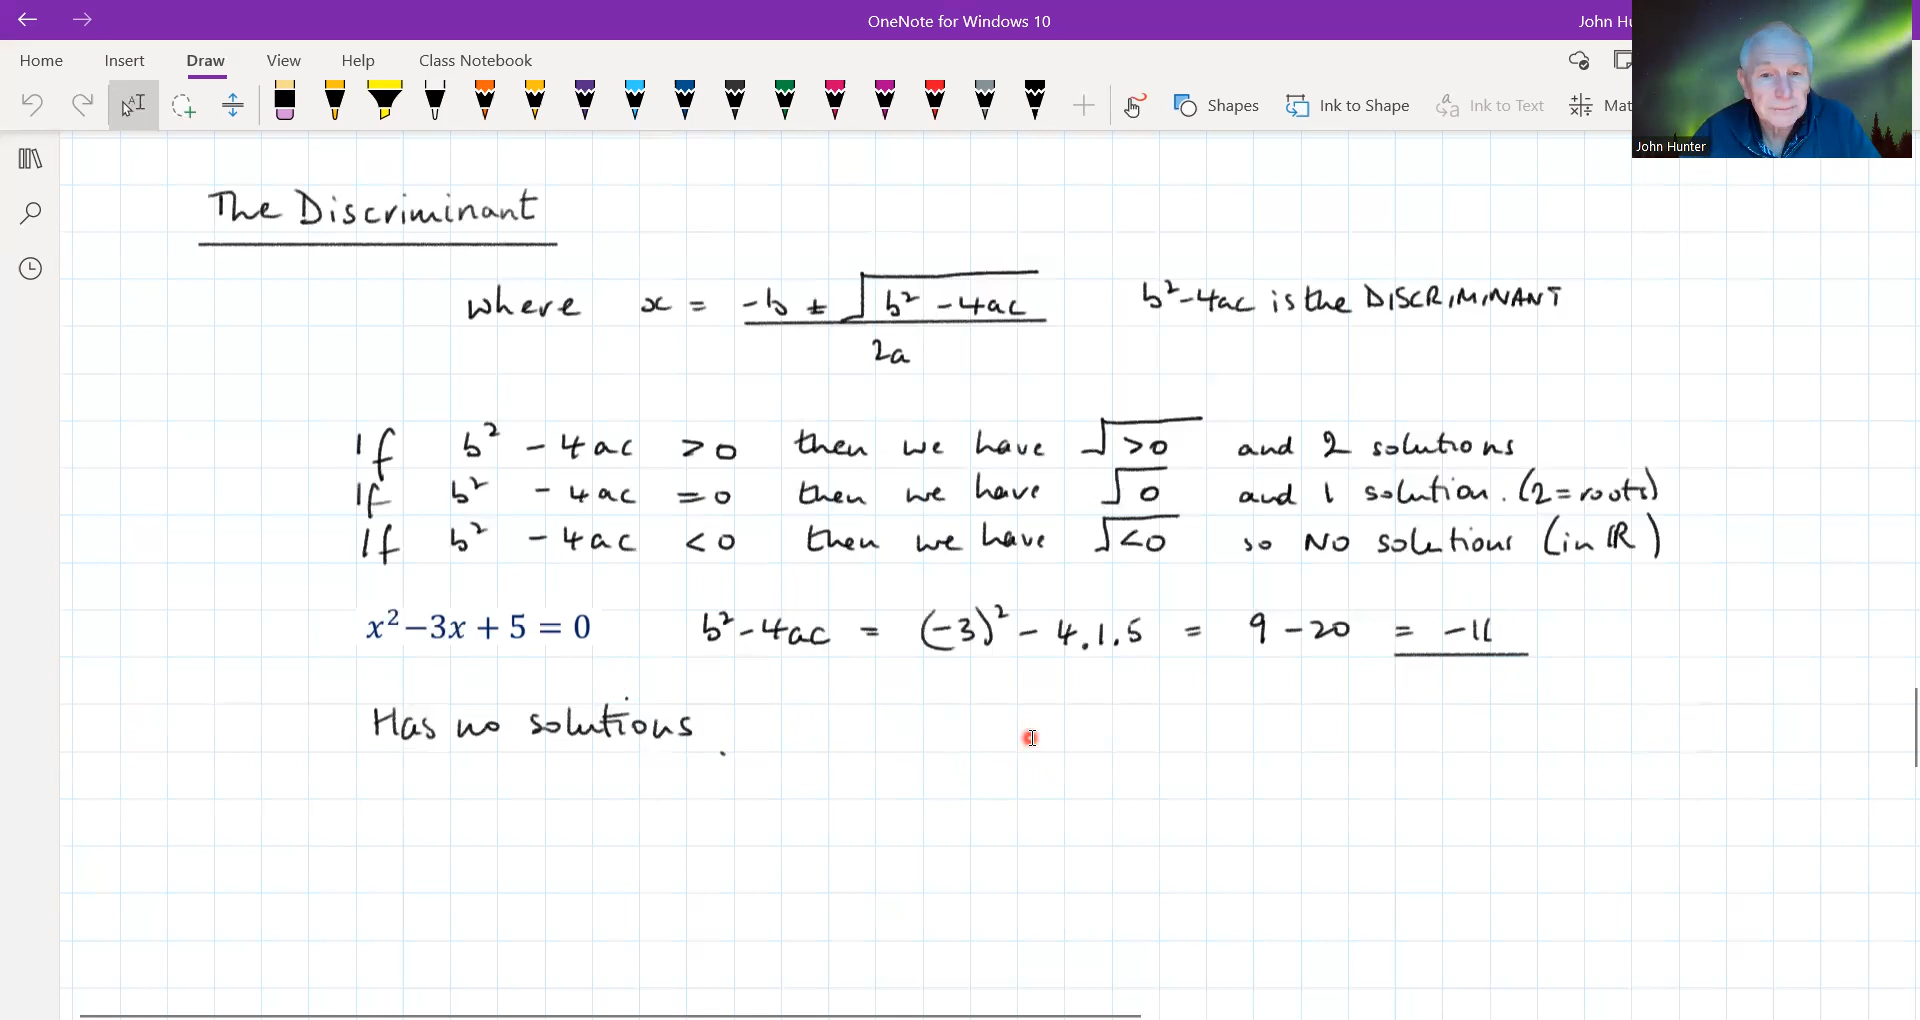 OneNote for Windows 10
John Hu
Home Insert Draw View Help Class Notebook
Shapes Ink to Shape Ink to Text Mat
John Hunter
The Discriminant
where x = (-b ± √(b² - 4ac)) / 2a b² - 4ac is the DISCRIMINANT
If b² - 4ac > 0 then we have √>0 and 2 solutions
If b² - 4ac = 0 then we have √0 and 1 solution. (2 = roots)
If b² - 4ac < 0 then we have √<0 so NO solutions (in ℝ)
x² − 3x + 5 = 0 b² - 4ac = (-3)² - 4.1.5 = 9 - 20 = -11
Has no solutions.